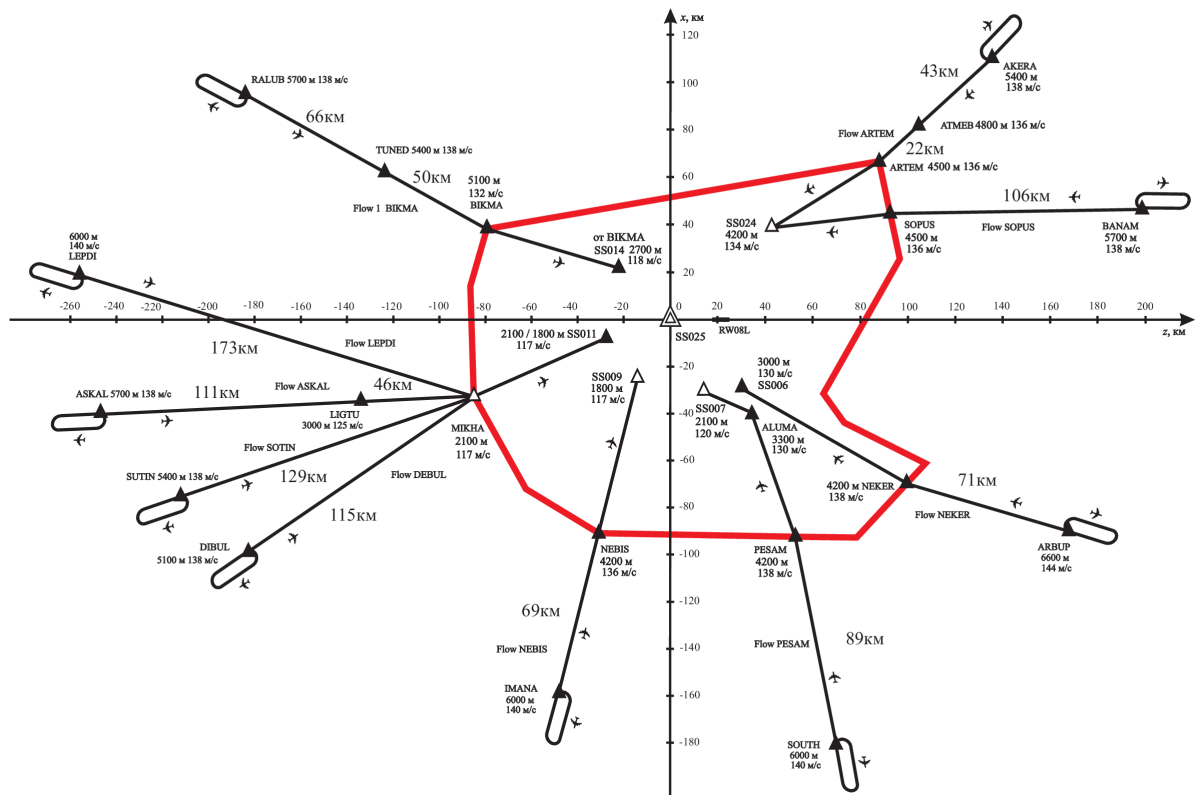 x, км
120
100
80
60
40
20
0
-20
-40
-60
-80
-100
-120
-140
-160
-180
-260
-240
-220
-200
-180
-160
-140
-120
-100
-80
-60
-40
-20
20
40
60
80
100
120
140
160
180
200
z, км
RALUB 5700 м 138 м/с
66км
TUNED 5400 м 138 м/с
50км
Flow 1 BIKMA
5100 м
132 м/с
BIKMA
от BIKMA
SS014 2700 м
118 м/с
43км
AKERA
5400 м
138 м/с
ATMEB 4800 м 136 м/с
Flow ARTEM
22км
ARTEM 4500 м 136 м/с
106км
SS024
4200 м
134 м/с
SOPUS
4500 м
136 м/с
Flow SOPUS
BANAM
5700 м
138 м/с
6000 м
140 м/с
LEPDI
173км
Flow LEPDI
2100 / 1800 м SS011
117 м/с
SS025
RW08L
111км
ASKAL 5700 м 138 м/с
Flow ASKAL
46км
LIGTU
3000 м 125 м/с
MIKHA
2100 м
117 м/с
Flow SOTIN
SUTIN 5400 м 138 м/с
129км
Flow DEBUL
115км
DIBUL
5100 м 138 м/с
SS009
1800 м
117 м/с
SS007
2100 м
120 м/с
3000 м
130 м/с
SS006
ALUMA
3300 м
130 м/с
4200 м NEKER
138 м/с
71км
Flow NEKER
ARBUP
6600 м
144 м/с
NEBIS
4200 м
136 м/с
PESAM
4200 м
138 м/с
69км
Flow NEBIS
IMANA
6000 м
140 м/с
Flow PESAM
89км
SOUTH
6000 м
140 м/с